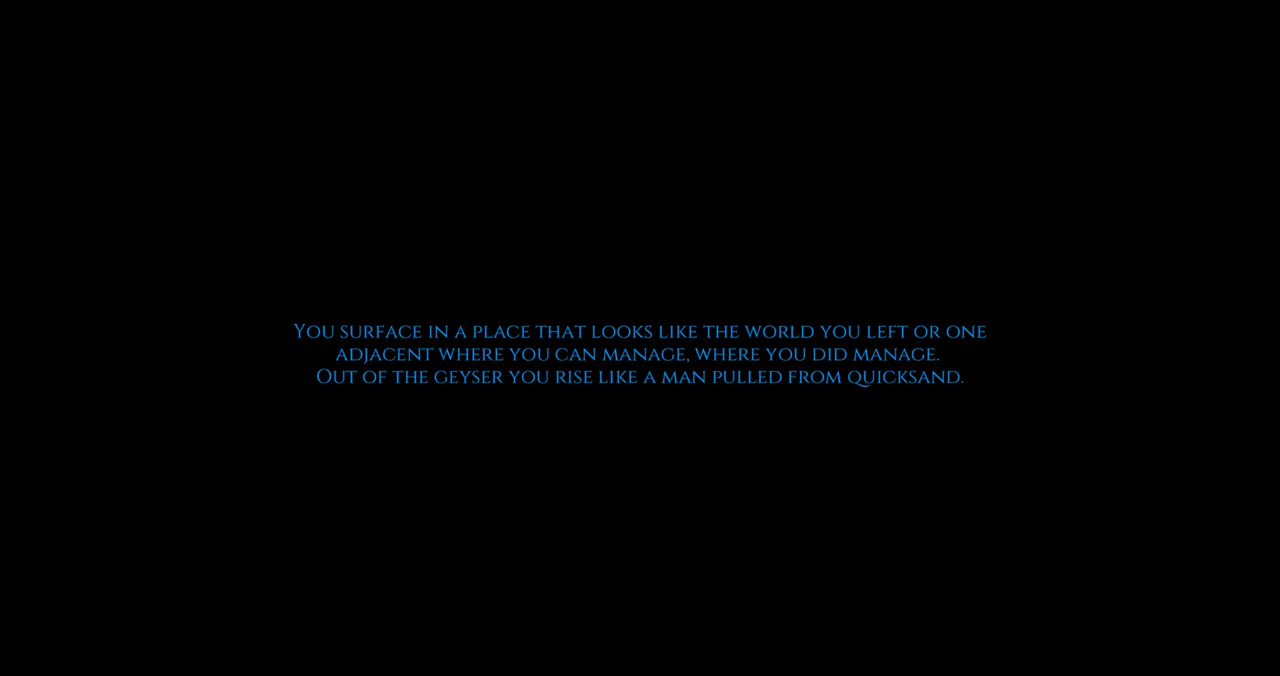 You surface in a place that looks like the world you left or one
adjacent where you can manage, where you did manage.
Out of the geyser you rise like a man pulled from quicksand.